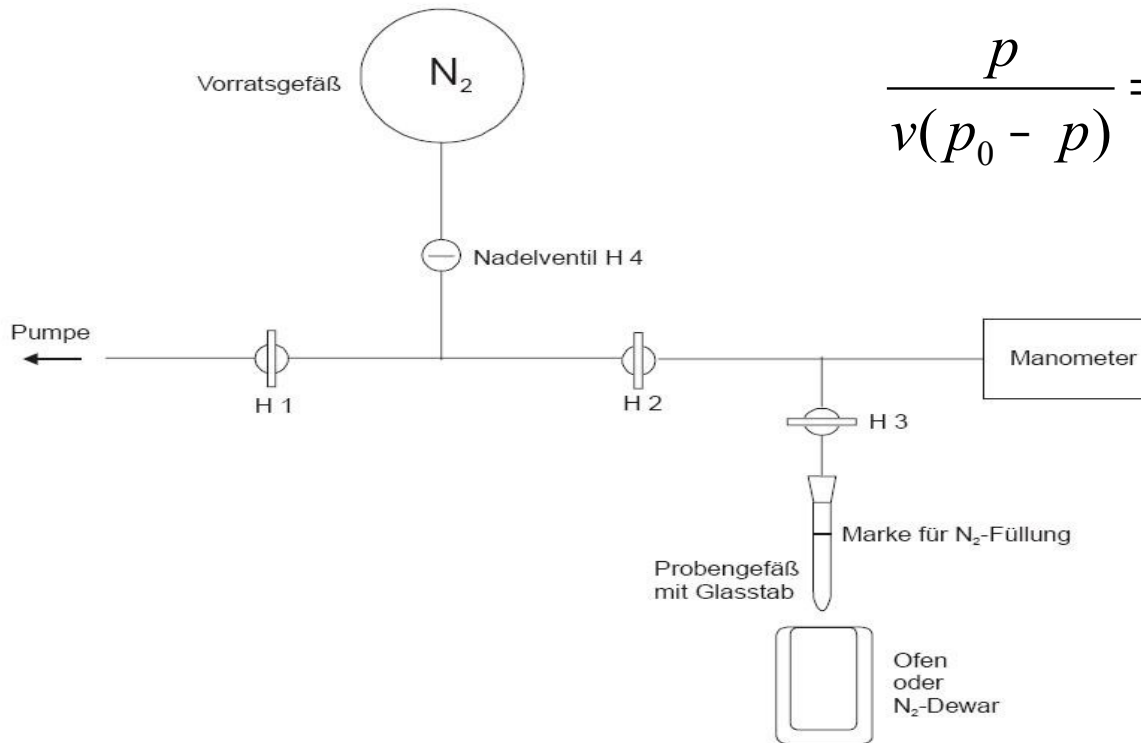 N₂
Vorratsgefäß
p
v(p₀ - p)
=
Nadelventil H 4
Pumpe
H 1
H 2
Manometer
H 3
Marke für N₂-Füllung
Probengefäß
mit Glasstab
Ofen
oder
N₂-Dewar